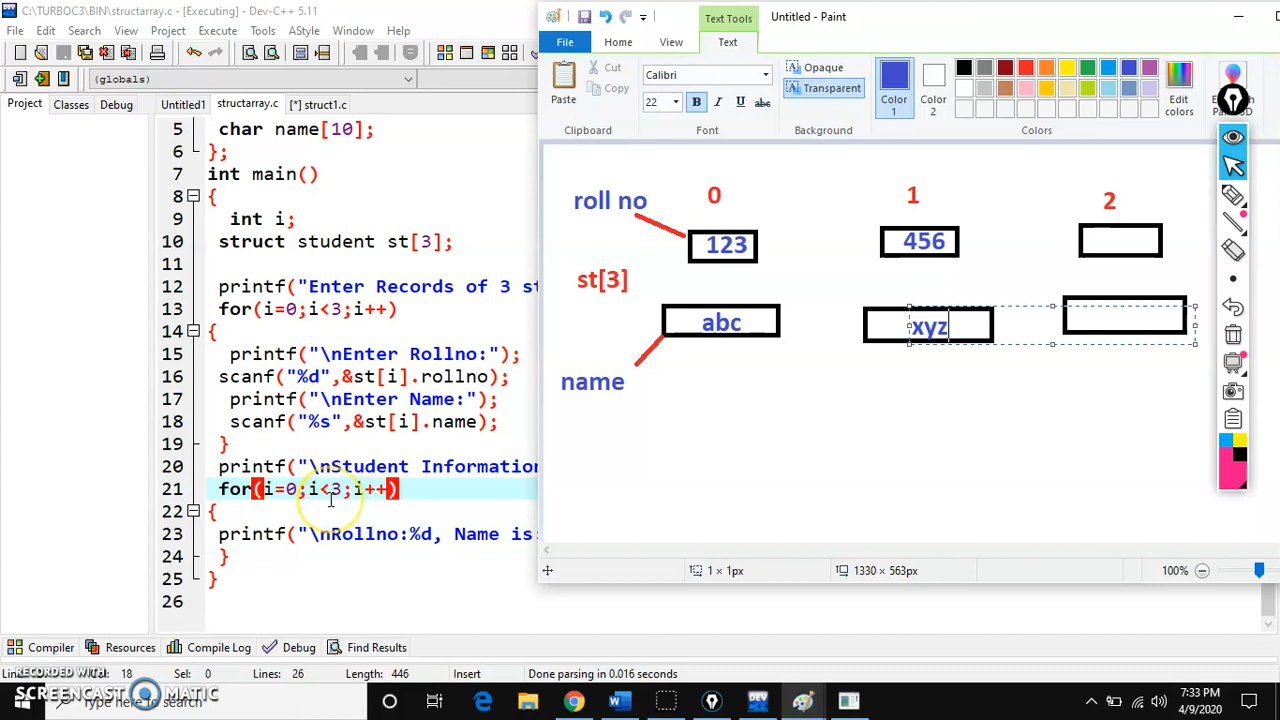 C:\TURBOC3\BIN\structarray.c - [Executing] - Dev-C++ 5.11
File Edit Search View Project Execute Tools AStyle Window Help
(globals)
Project Classes Debug
Untitled1 structarray.c [*] struct1.c
5 char name[10];
6 };
7 int main()
8 {
9 int i;
10 struct student st[3];
11
12 printf("Enter Records of 3 st
13 for(i=0;i<3;i++)
14 {
15 printf("\nEnter Rollno:");
16 scanf("%d",&st[i].rollno);
17 printf("\nEnter Name:");
18 scanf("%s",&st[i].name);
19 }
20 printf("\nStudent Information
21 for(i=0;i<3;i++)
22 {
23 printf("\nRollno:%d, Name is:
24 }
25 }
26
Compiler Resources Compile Log Debug Find Results
Sel: 0 Lines: 26 Length: 446 Insert Done parsing in 0.016 seconds
Untitled - Paint
Text Tools
File Home View Text
Paste
Cut
Copy
Clipboard
Calibri
22 B I U abc
Font
Opaque
Transparent
Background
Color 1
Color 2
Edit colors
Colors
roll no 0 1 2
123 456
st[3]
abc xyz
name
1 × 1px 1330 × 563px 100%
RECORDED WITH
SCREENCAST MATIC
Type here to search
7:33 PM
4/9/2020